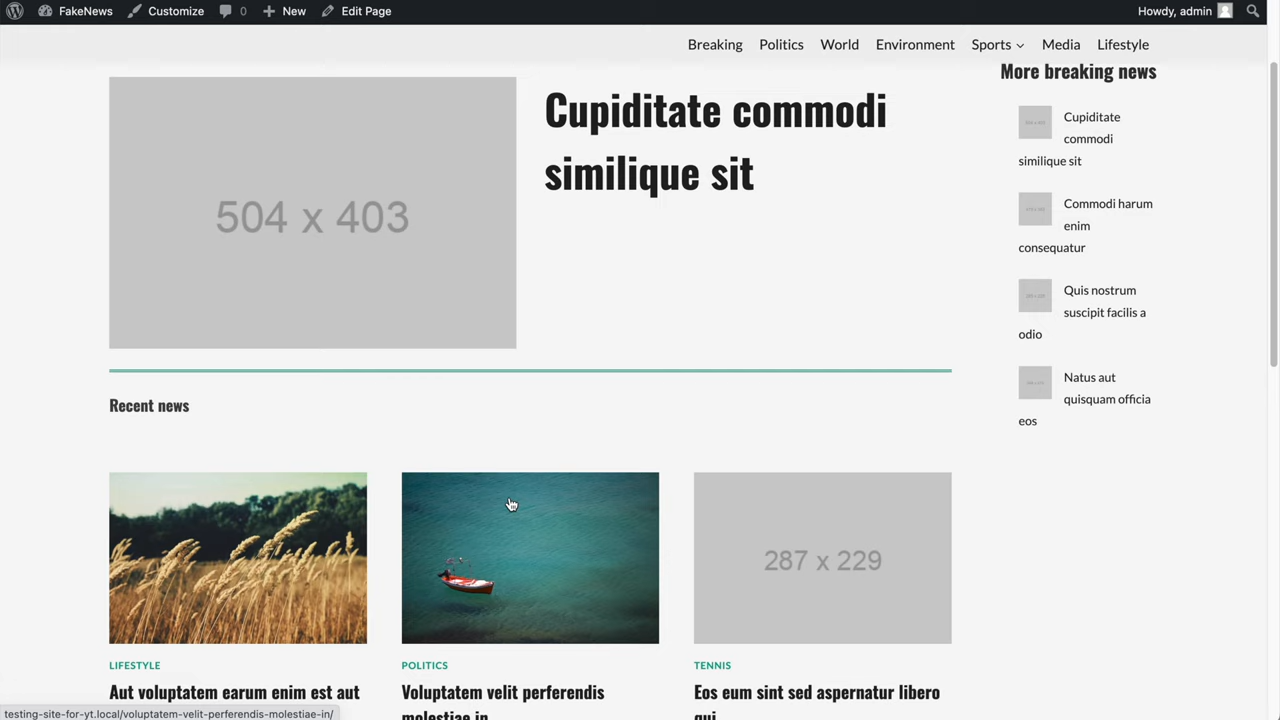 FakeNews
Customize
0
New
Edit Page
Howdy, admin
Breaking
Politics
World
Environment
Sports
Media
Lifestyle
More breaking news
504 x 403
Cupiditate commodi
similique sit
Cupiditate
commodi
similique sit
Commodi harum
enim
consequatur
Quis nostrum
suscipit facilis a
odio
Natus aut
quisquam officia
eos
Recent news
287 x 229
LIFESTYLE
POLITICS
TENNIS
Aut voluptatem earum enim est aut
Voluptatem velit perferendis
molestiae in
Eos eum sint sed aspernatur libero
qui
testing-site-for-yt.local/voluptatem-velit-perferendis-molestiae-in/